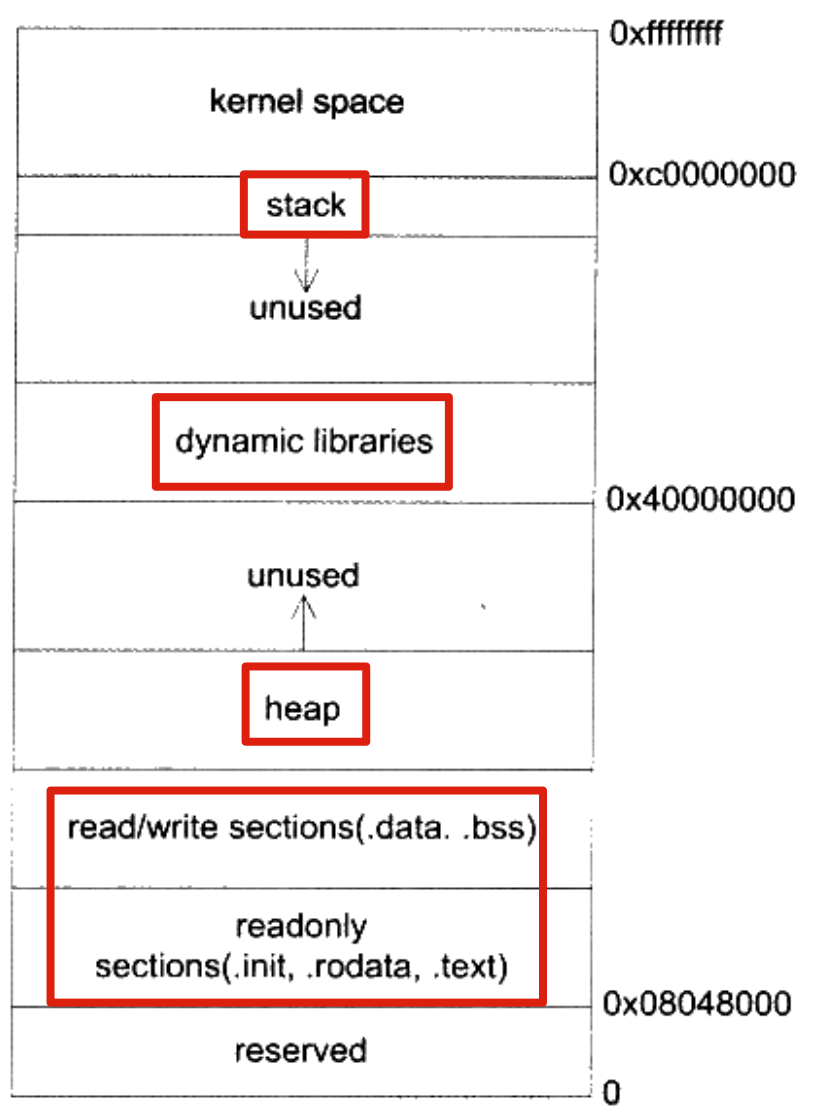 0xffffffff
kernel space
0xc0000000
stack
unused
dynamic libraries
0x40000000
unused
heap
read/write sections(.data. .bss)
readonly
sections(.init, .rodata, .text)
0x08048000
reserved
0